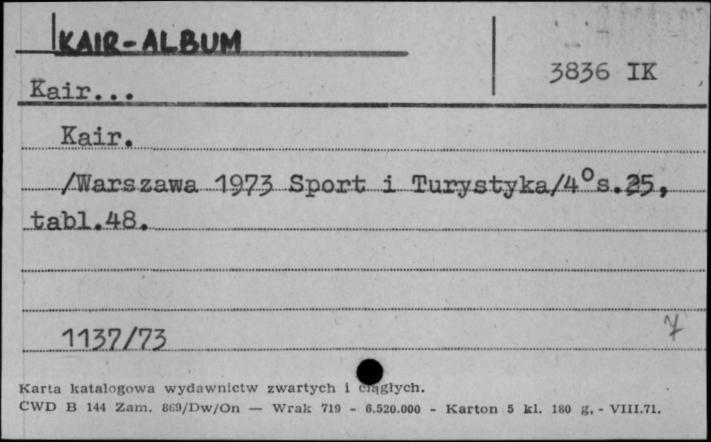 KAIR-ALBUM
3836 IK
Kair...
Kair.
/Warszawa 1973 Sport i Turystyka/4°s.25,
tabl.48.
1137/73
7
Karta katalogowa wydawnictw zwartych i ciągłych.
CWD B 144 Zam. 869/Dw/On — Wrak 719 - 6.520.000 - Karton 5 kl. 180 g. - VIII.71.